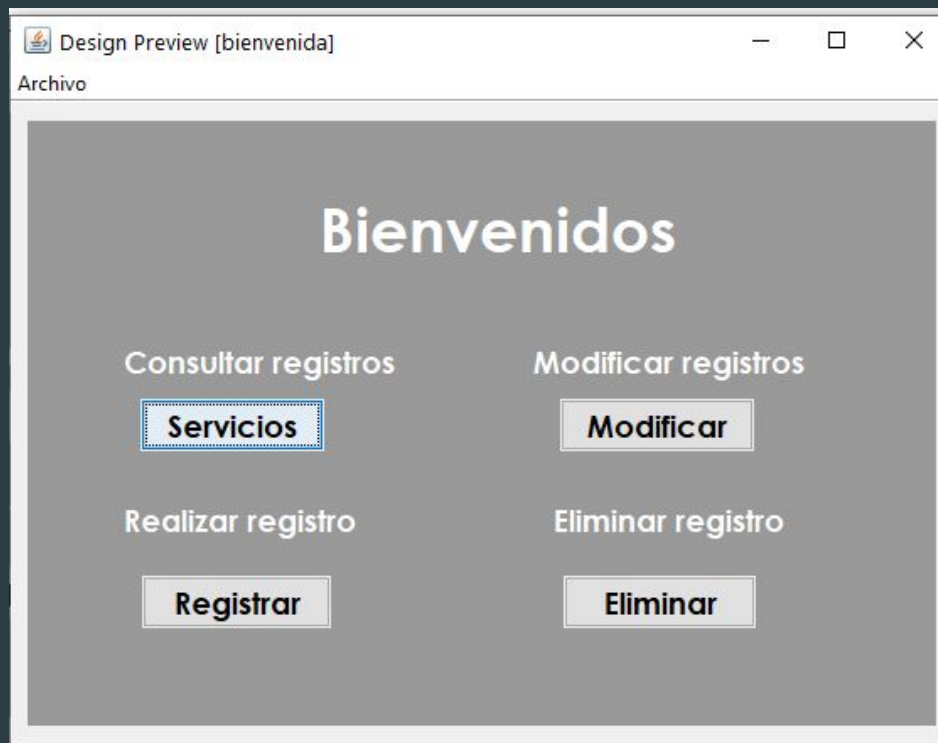 Design Preview [bienvenida]
Archivo
Bienvenidos
Consultar registros
Modificar registros
Servicios
Modificar
Realizar registro
Eliminar registro
Registrar
Eliminar